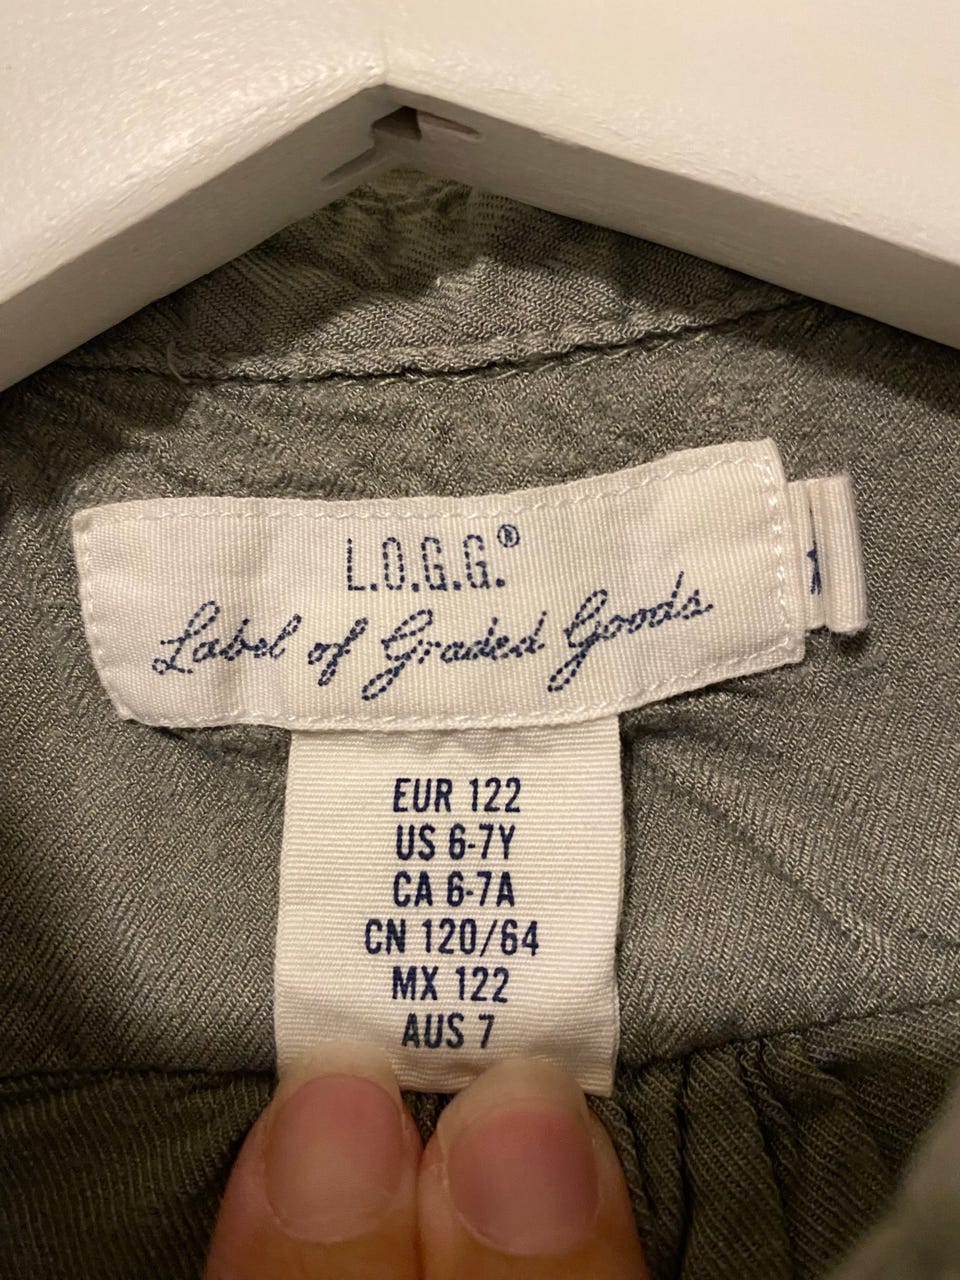 L.O.G.G.®
Label of Graded Goods
EUR 122
US 6-7Y
CA 6-7A
CN 120/64
MX 122
AUS 7